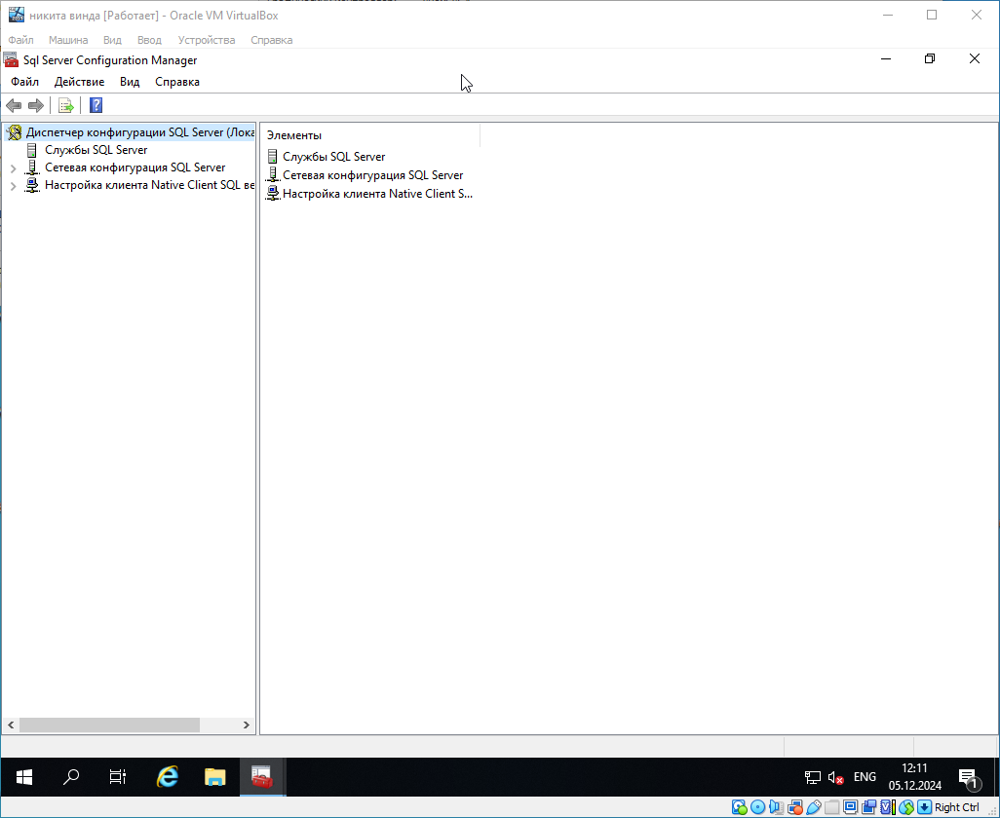 никита винда [Работает] - Oracle VM VirtualBox
Файл Машина Вид Ввод Устройства Справка
Sql Server Configuration Manager
Файл Действие Вид Справка
Диспетчер конфигурации SQL Server (Лока
Службы SQL Server
Сетевая конфигурация SQL Server
Настройка клиента Native Client SQL ве
Элементы
Службы SQL Server
Сетевая конфигурация SQL Server
Настройка клиента Native Client S...
ENG
12:11
05.12.2024
1
Right Ctrl